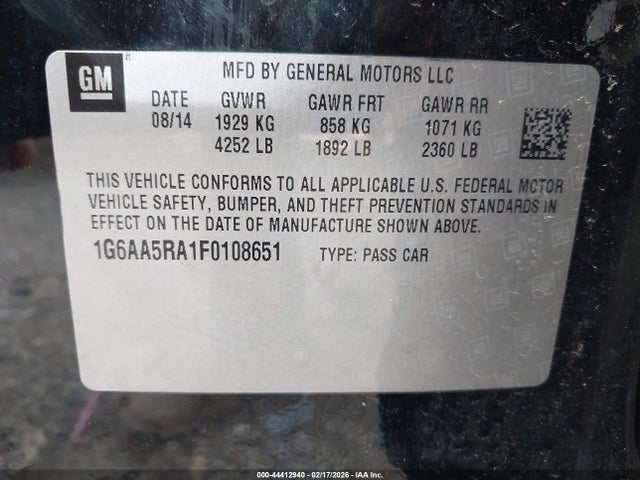 GM
MFD BY GENERAL MOTORS LLC
DATE GVWR GAWR FRT GAWR RR
08/14 1929 KG 858 KG 1071 KG
4252 LB 1892 LB 2360 LB
THIS VEHICLE CONFORMS TO ALL APPLICABLE U.S. FEDERAL MOTOR
VEHICLE SAFETY, BUMPER, AND THEFT PREVENTION STANDARDS IN
EFFECT ON THE DATE OF MANUFACTURE SHOWN ABOVE.
1G6AA5RA1F0108651 TYPE: PASS CAR
000-44412940 - 02/17/2026 - IAA Inc.